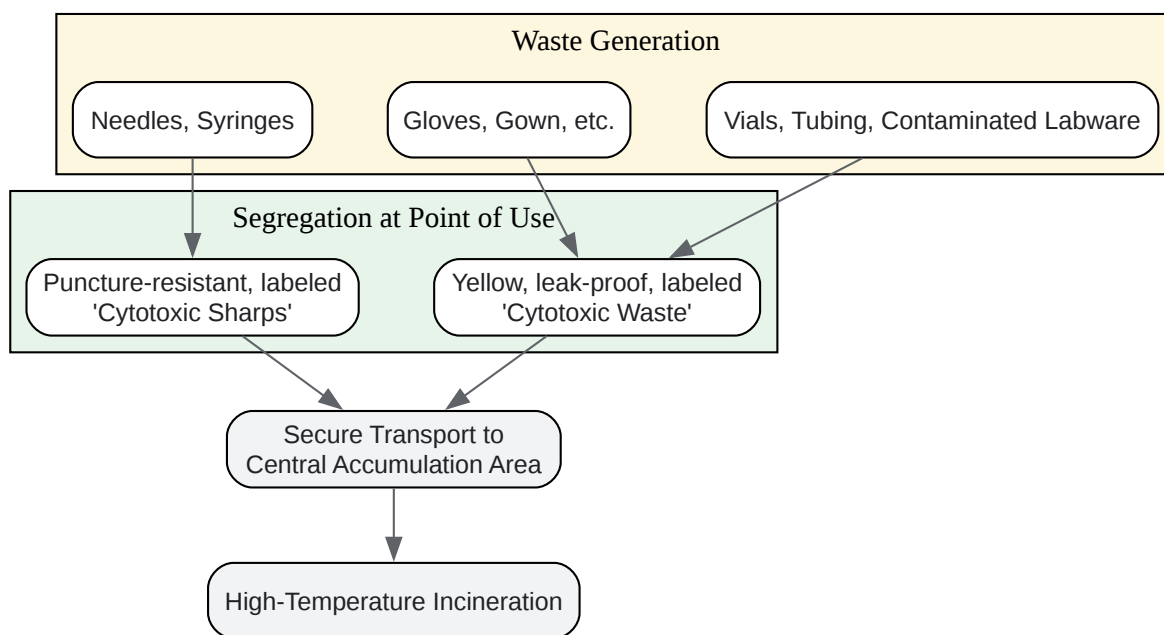 Waste Generation
Needles, Syringes
Gloves, Gown, etc.
Vials, Tubing, Contaminated Labware
Segregation at Point of Use
Puncture-resistant, labeled
'Cytotoxic Sharps'
Yellow, leak-proof, labeled
'Cytotoxic Waste'
Secure Transport to
Central Accumulation Area
High-Temperature Incineration